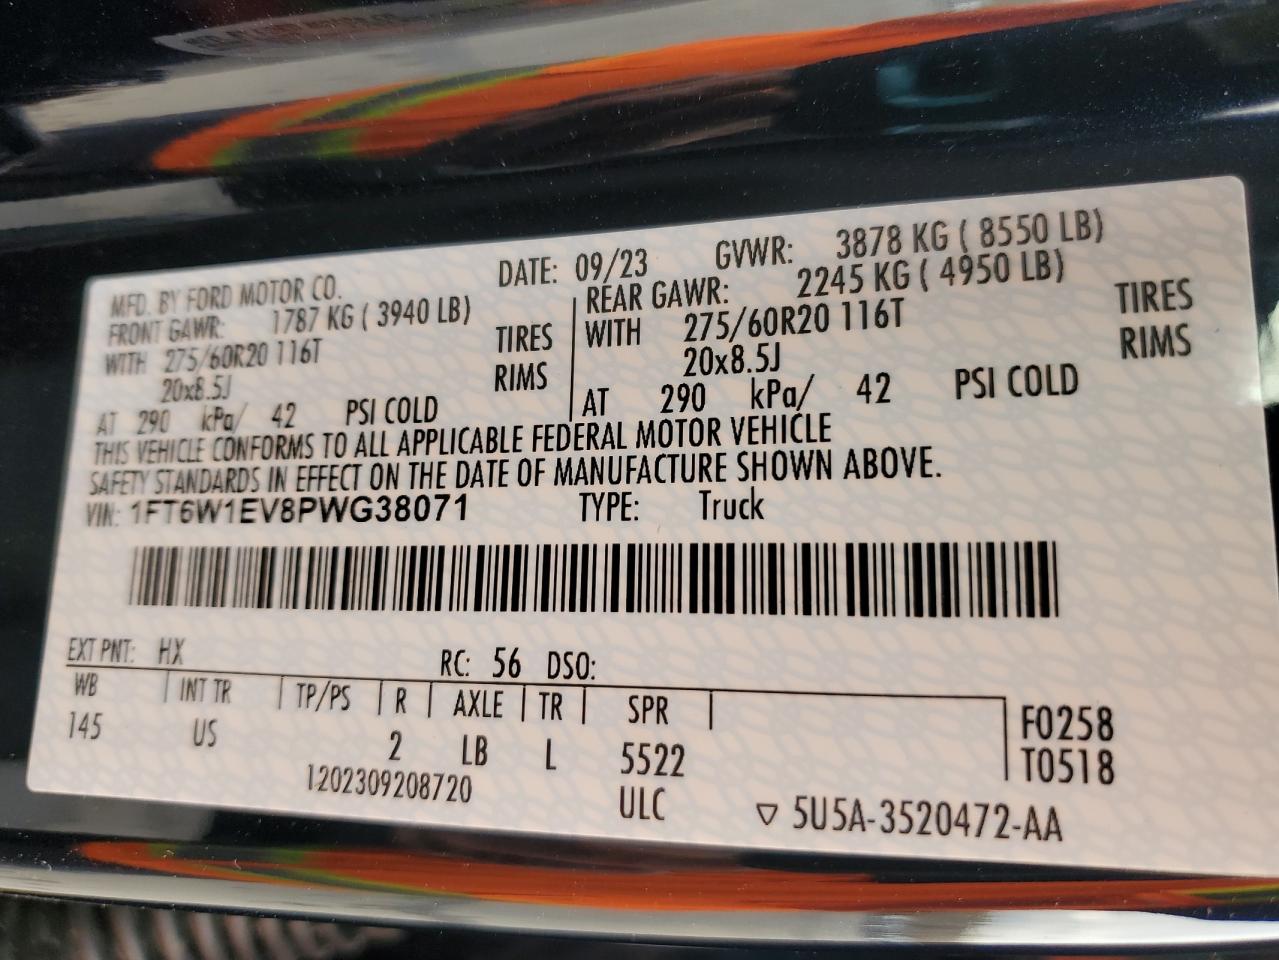 MFD. BY FORD MOTOR CO. DATE: 09/23 GVWR: 3878 KG ( 8550 LB)
FRONT GAWR: 1787 KG ( 3940 LB) REAR GAWR: 2245 KG ( 4950 LB)
WITH 275/60R20 116T TIRES WITH 275/60R20 116T TIRES
20x8.5J RIMS 20x8.5J RIMS
AT 290 kPa/ 42 PSI COLD AT 290 kPa/ 42 PSI COLD
THIS VEHICLE CONFORMS TO ALL APPLICABLE FEDERAL MOTOR VEHICLE
SAFETY STANDARDS IN EFFECT ON THE DATE OF MANUFACTURE SHOWN ABOVE.
VIN: 1FT6W1EV8PWG38071 TYPE: Truck
EXT PNT: HX RC: 56 DSO:
WB INT TR TP/PS R AXLE TR SPR F0258
145 US 2 LB L 5522 T0518
1202309208720 ULC ▽ 5U5A-3520472-AA